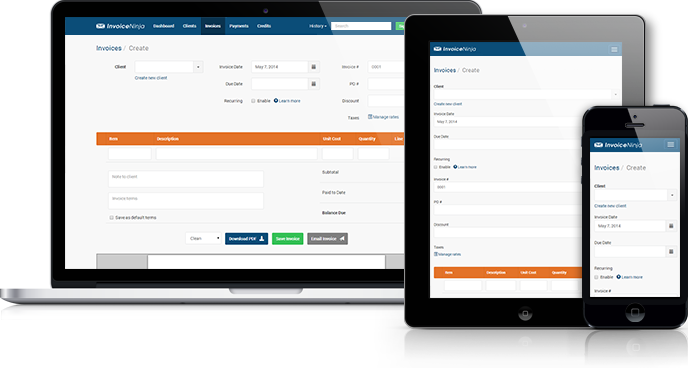 InvoiceNinja Dashboard Clients Invoices Payments Credits History Search
Invoices / Create
Client Invoice Date May 7, 2014 Invoice # 0001
Create new client
Due Date PO #
Recurring Enable Learn more Discount
Taxes Manage rates
Item Description Unit Cost Quantity Line
Note to client Subtotal
Invoice terms Paid to Date
Save as default terms Balance Due
Clean Download PDF Save Invoice Email Invoice
InvoiceNinja
Invoices / Create
Client
Create new client
Invoice Date
May 7, 2014
Due Date
Recurring
Enable Learn more
Invoice #
0001
PO #
Discount
Taxes
Manage rates
Item Description Unit Cost Quantity
InvoiceNinja
Invoices / Create
Client
Create new client
Invoice Date
May 7, 2014
Due Date
Recurring
Enable Learn more
Invoice #